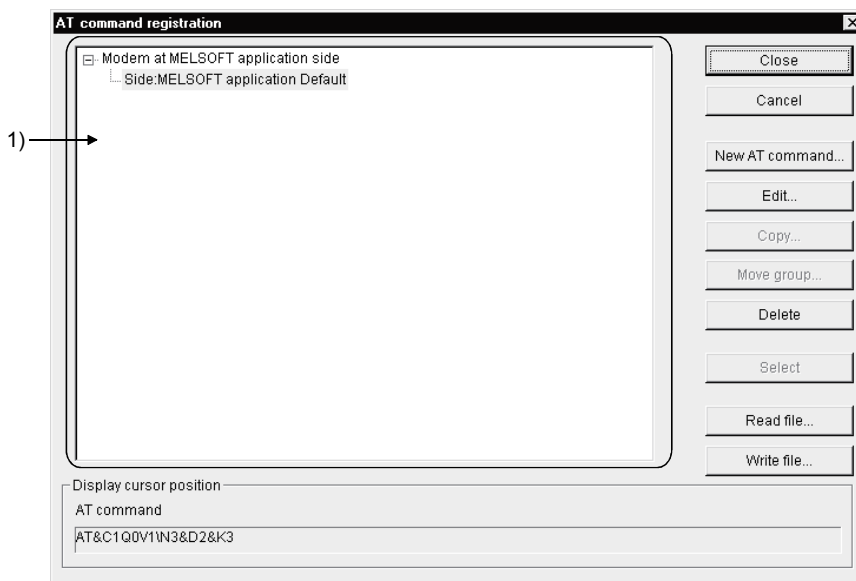 AT command registration
Modem at MELSOFT application side
Side:MELSOFT application Default
1)
Close
Cancel
New AT command...
Edit...
Copy...
Move group...
Delete
Select
Read file...
Write file...
Display cursor position
AT command
AT&C1Q0V1\N3&D2&K3